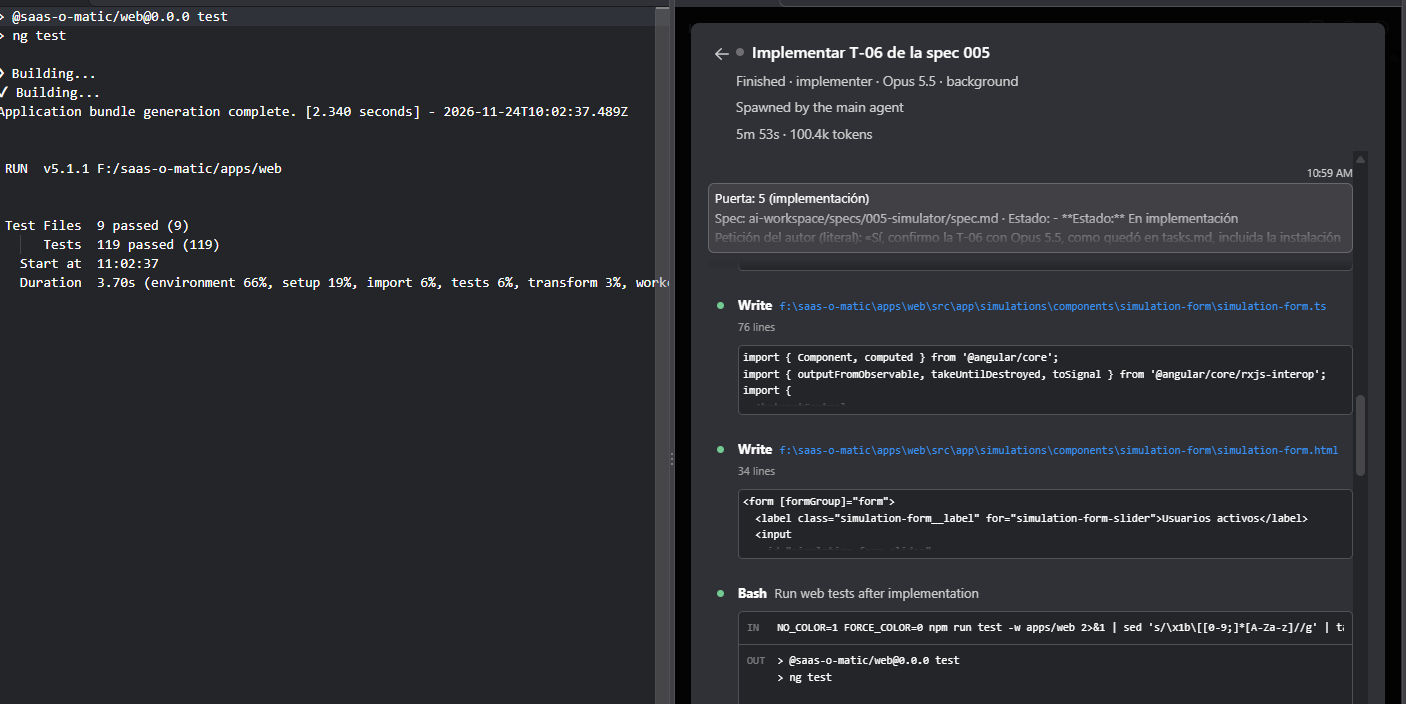 > @saas-o-matic/web@0.0.0 test
> ng test
❯ Building...
✓ Building...
Application bundle generation complete. [2.340 seconds] - 2026-11-24T10:02:37.489Z
RUN  v5.1.1 F:/saas-o-matic/apps/web
Test Files  9 passed (9)
Tests  119 passed (119)
Start at  11:02:37
Duration  3.70s (environment 66%, setup 19%, import 6%, tests 6%, transform 3%,
Implementar T-06 de la spec 005
Finished · implementer · Opus 5.5 · background
Spawned by the main agent
5m 53s · 100.4k tokens
10:59 AM
Puerta: 5 (implementación)
Spec: ai-workspace/specs/005-simulator/spec.md · Estado: - **Estado:** En implementación
Petición del autor (literal): «Sí, confirmo la T-06 con Opus 5.5, como quedó en tasks.md, incluida la instalación
Write f:\saas-o-matic\apps\web\src\app\simulations\components\simulation-form\simulation-form.ts
76 lines
import { Component, computed } from '@angular/core';
import { outputFromObservable, takeUntilDestroyed, toSignal } from '@angular/core/rxjs-interop';
import {
Write f:\saas-o-matic\apps\web\src\app\simulations\components\simulation-form\simulation-form.html
34 lines
<form [formGroup]="form">
<label class="simulation-form__label" for="simulation-form-slider">Usuarios activos</label>
<input
Bash Run web tests after implementation
IN NO_COLOR=1 FORCE_COLOR=0 npm run test -w apps/web 2>&1 | sed 's/\x1b\[[0-9;]*[A-Za-z]//g' |
OUT > @saas-o-matic/web@0.0.0 test
> ng test